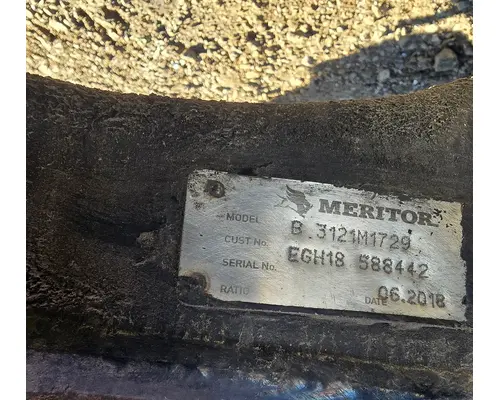 MERITOR
MODEL B 3121M1729
CUST No. EGH18 588442
SERIAL No.
RATIO DATE 06.2018